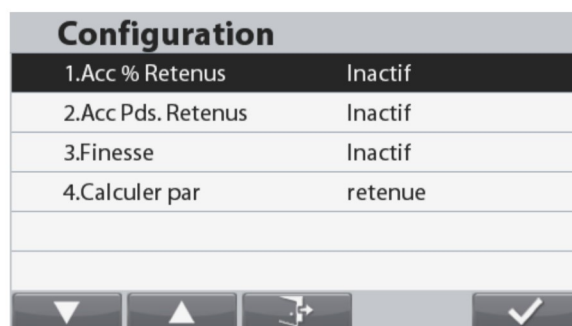 Configuration
1.Acc % Retenus Inactif
2.Acc Pds. Retenus Inactif
3.Finesse Inactif
4.Calculer par retenue